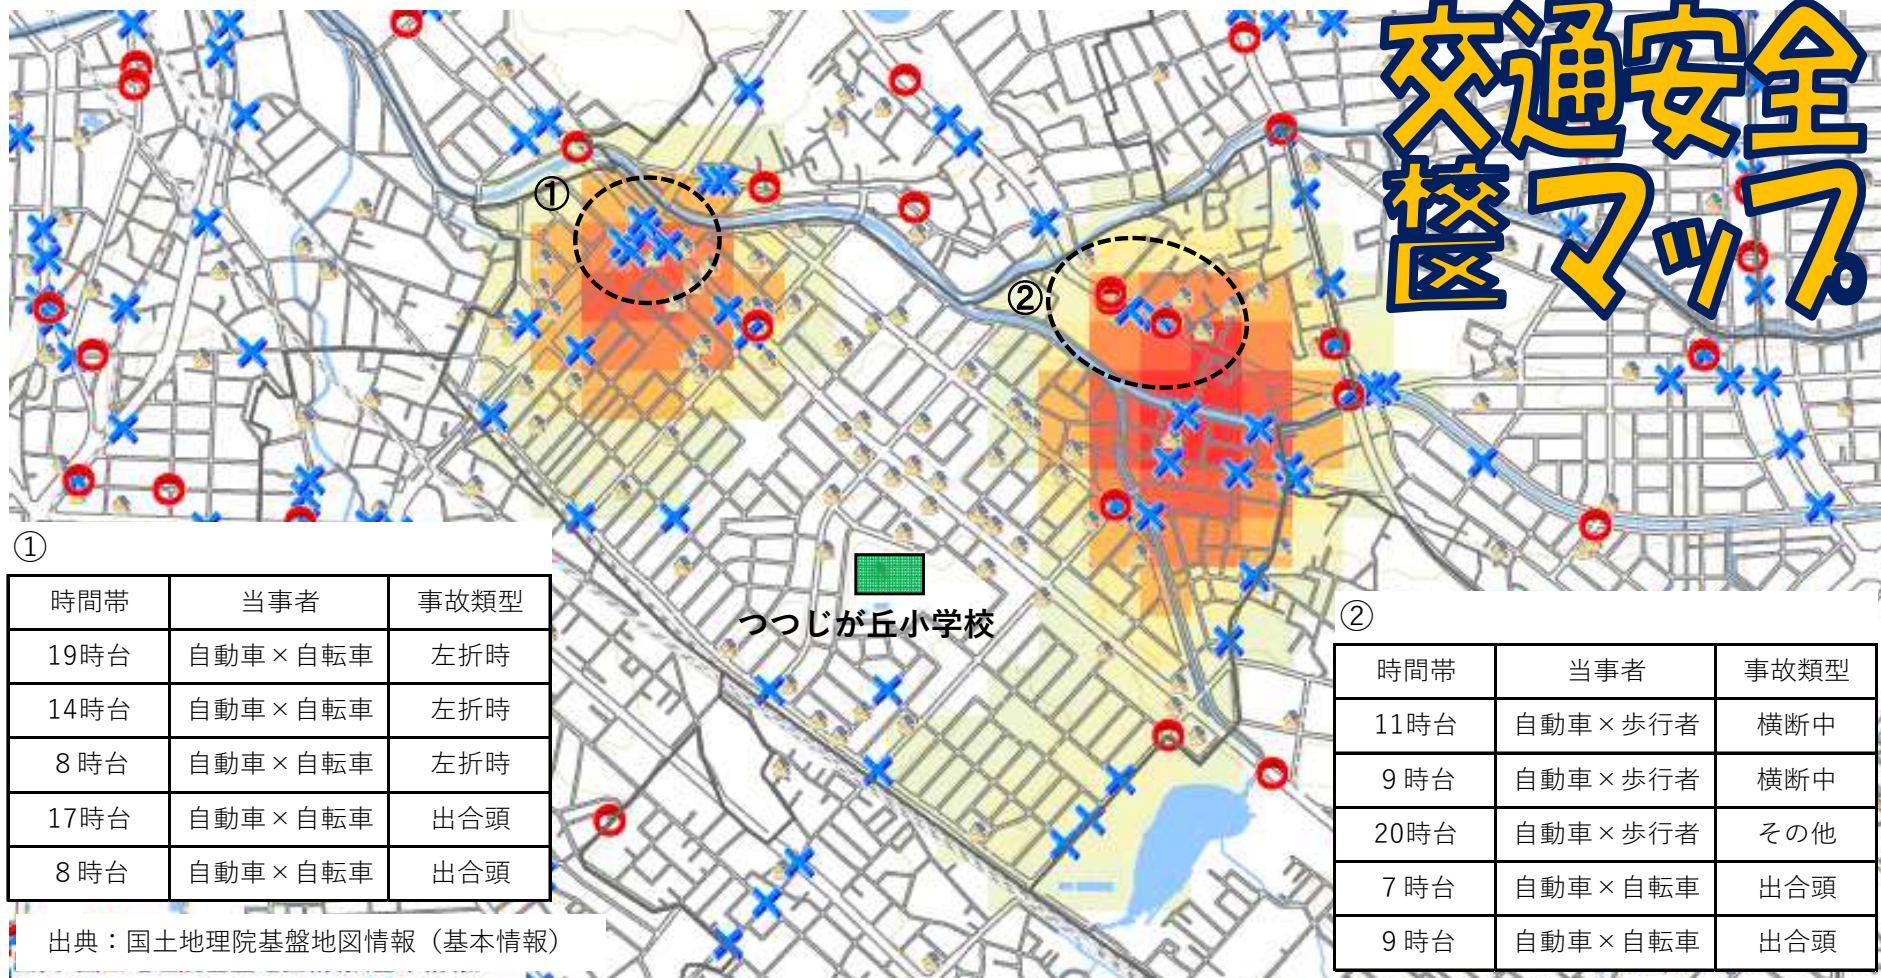 交通安全
校区マップ
①
②
つつじが丘小学校
①
時間帯 当事者 事故類型
19時台 自動車×自転車 左折時
14時台 自動車×自転車 左折時
8時台 自動車×自転車 左折時
17時台 自動車×自転車 出合頭
8時台 自動車×自転車 出合頭
出典：国土地理院基盤地図情報（基本情報）
②
時間帯 当事者 事故類型
11時台 自動車×歩行者 横断中
9時台 自動車×歩行者 横断中
20時台 自動車×歩行者 その他
7時台 自動車×自転車 出合頭
9時台 自動車×自転車 出合頭